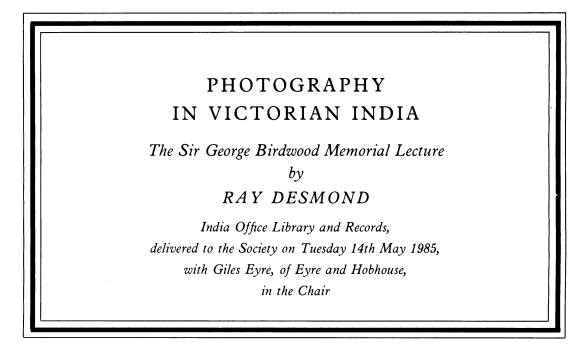 PHOTOGRAPHY
IN VICTORIAN INDIA
The Sir George Birdwood Memorial Lecture
by
RAY DESMOND
India Office Library and Records,
delivered to the Society on Tuesday 14th May 1985,
with Giles Eyre, of Eyre and Hobhouse,
in the Chair